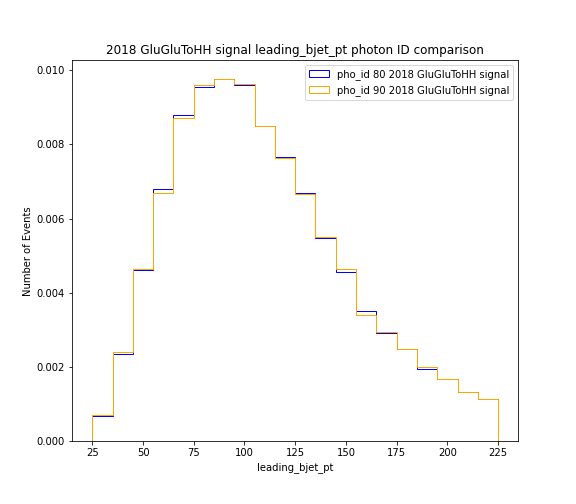 2018 GluGluToHH signal leading_bjet_pt photon ID comparison
pho_id 80 2018 GluGluToHH signal
pho_id 90 2018 GluGluToHH signal
0.010
0.008
0.006
0.004
0.002
0.000
Number of Events
25 50 75 100 125 150 175 200 225
leading_bjet_pt